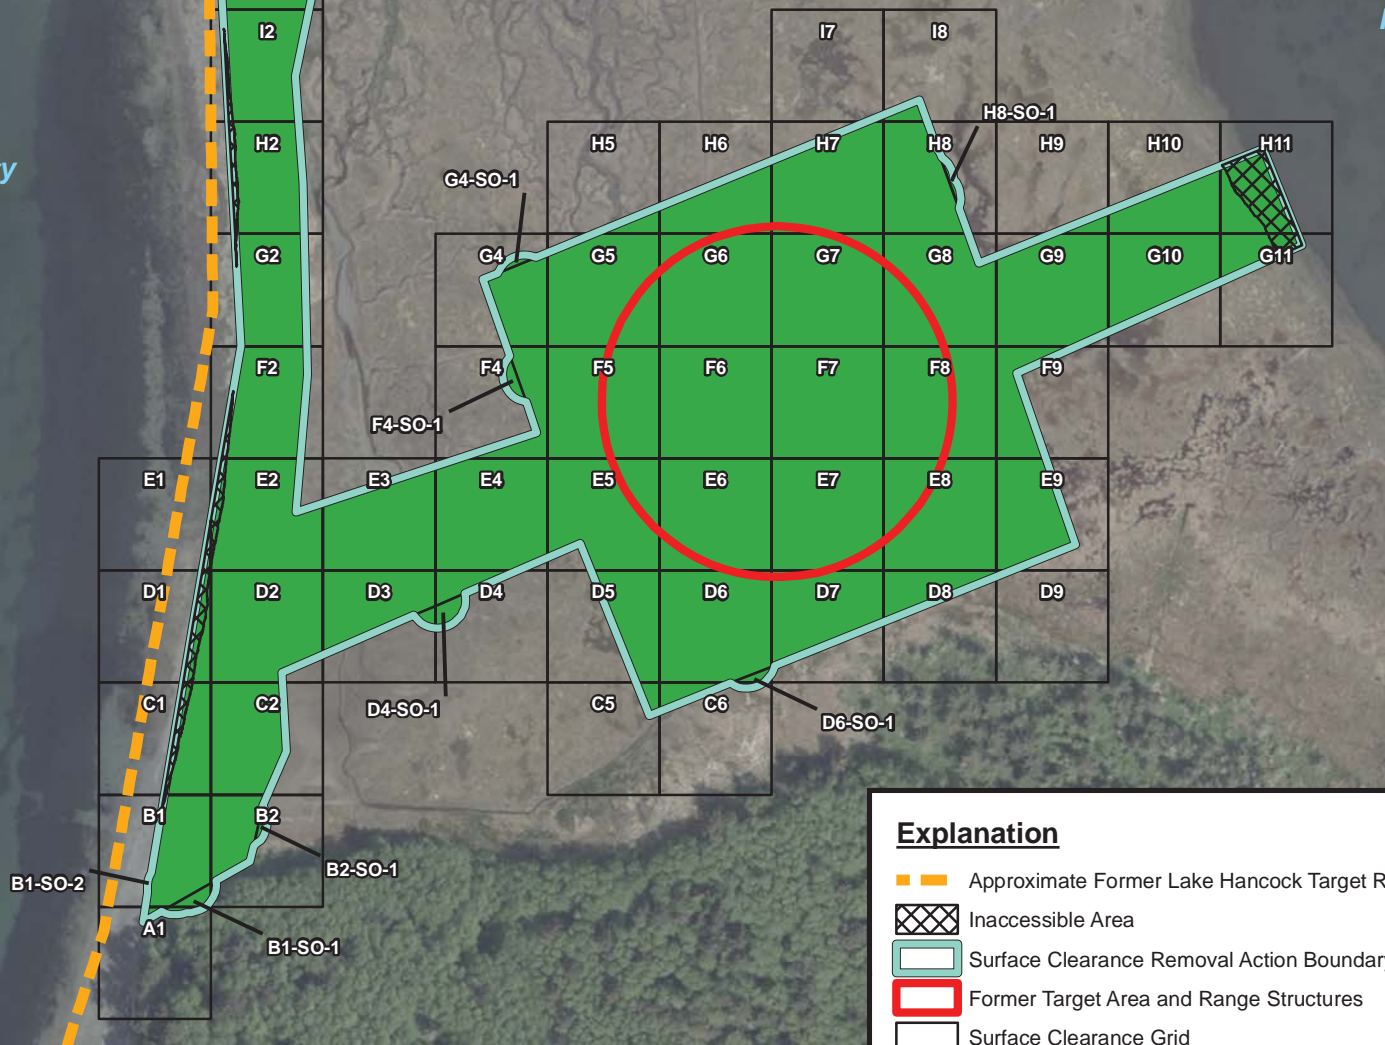 I2
I7
I8
H8-SO-1
H2
H5
H6
H7
H8
H9
H10
H11
y
G4-SO-1
G2
G4
G5
G6
G7
G8
G9
G10
G11
F2
F4
F5
F6
F7
F8
F9
F4-SO-1
E1
E2
E3
E4
E5
E6
E7
E8
E9
D1
D2
D3
D4
D5
D6
D7
D8
D9
C1
C2
D4-SO-1
C5
C6
D6-SO-1
B1
B2
B2-SO-1
B1-SO-2
A1
B1-SO-1
Explanation
Approximate Former Lake Hancock Target R
Inaccessible Area
Surface Clearance Removal Action Boundary
Former Target Area and Range Structures
Surface Clearance Grid